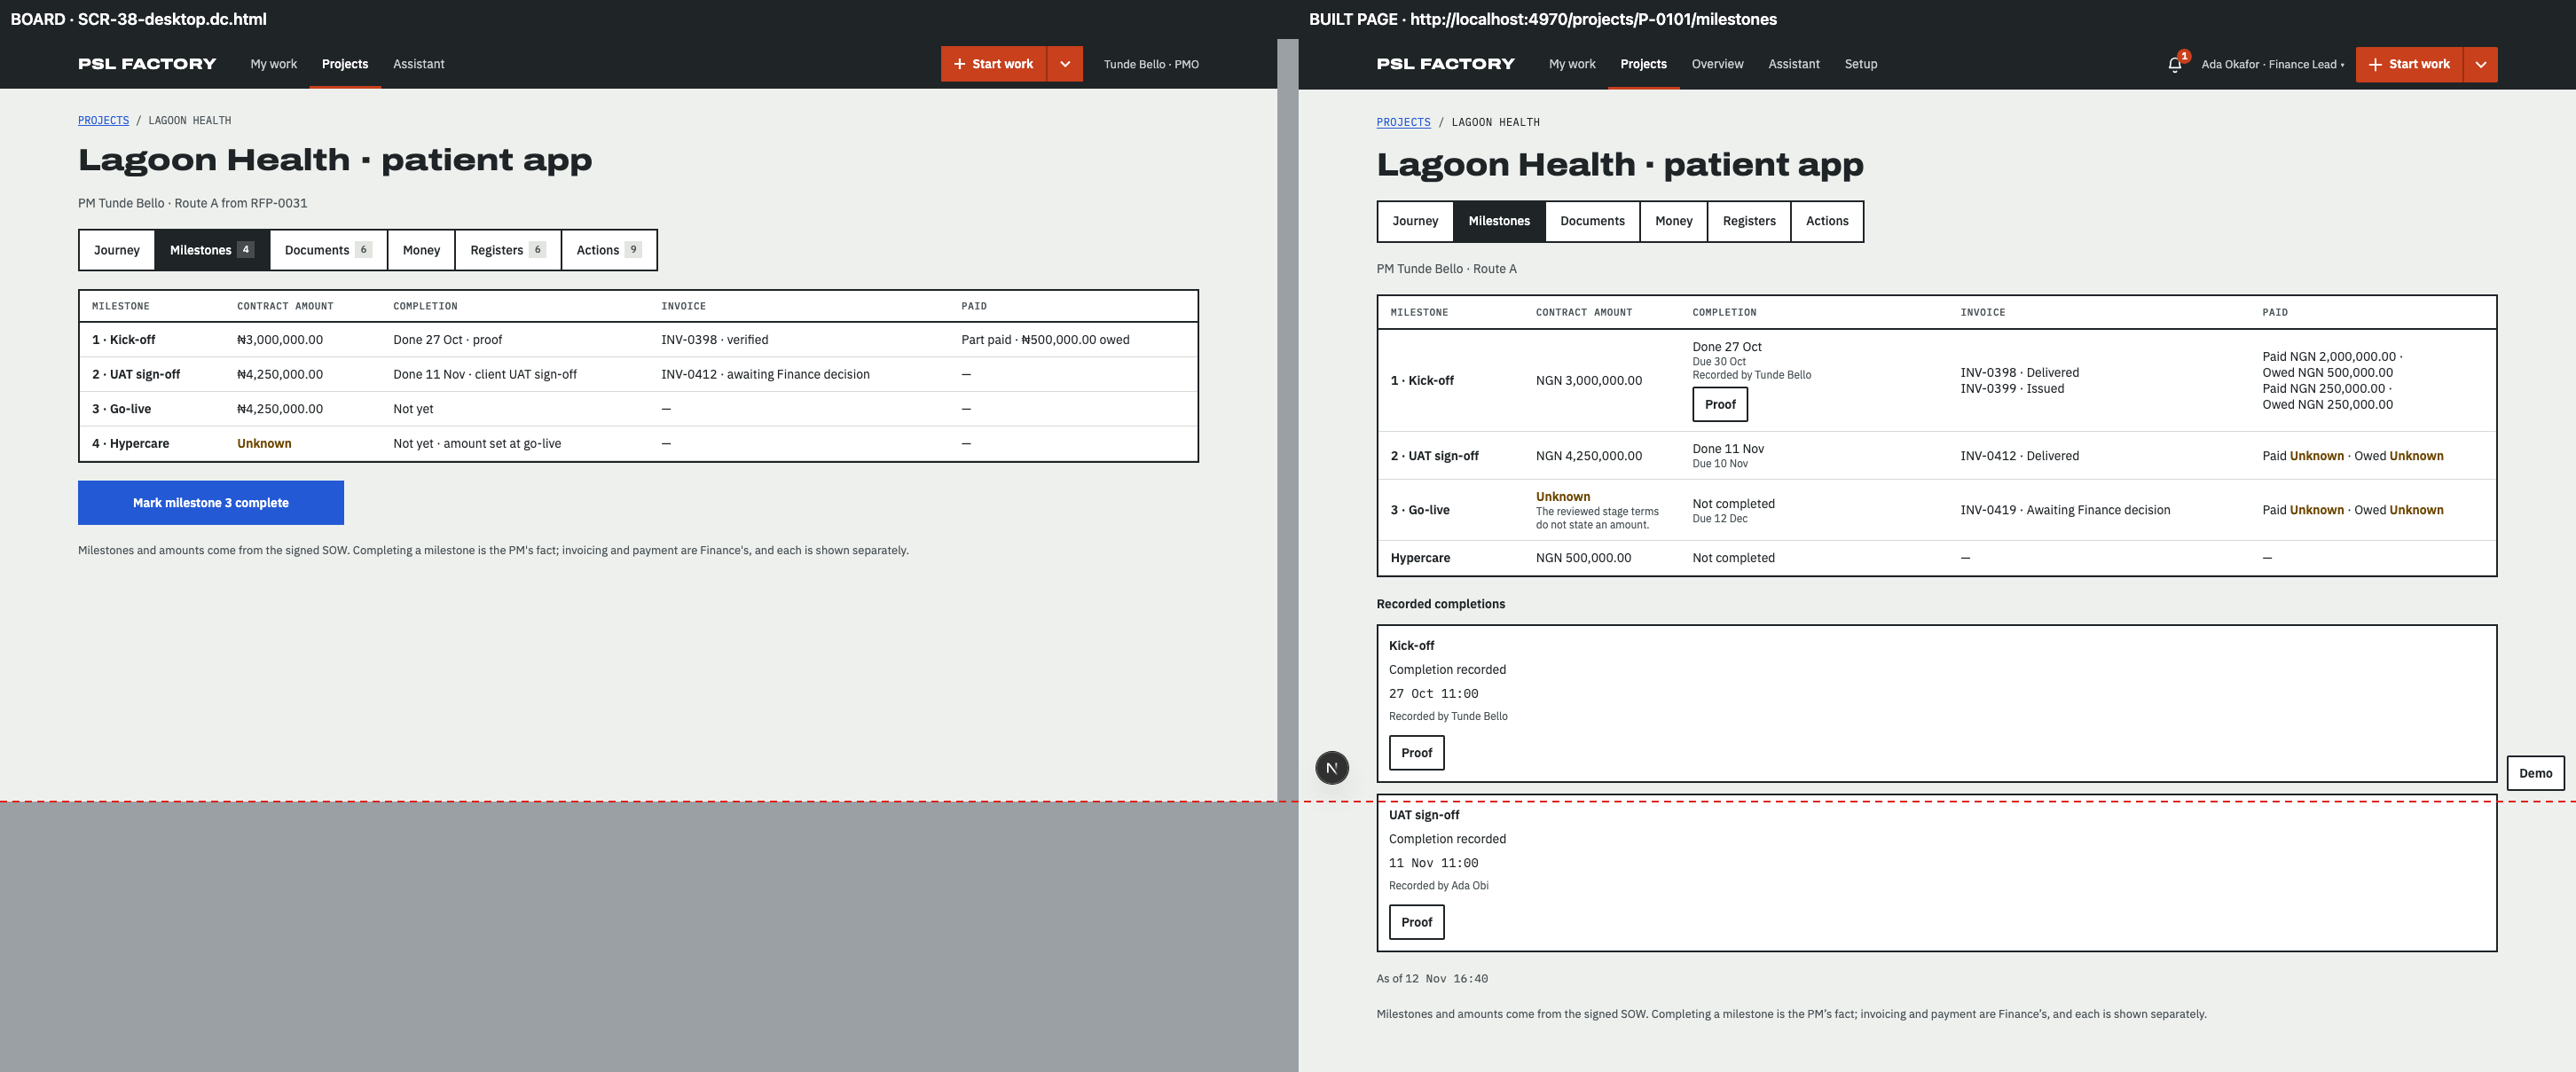 BOARD · SCR-38-desktop.dc.html
PSL FACTORY
My work
Projects
Assistant
+ Start work
Tunde Bello · PMO
PROJECTS / LAGOON HEALTH
Lagoon Health · patient app
PM Tunde Bello · Route A from RFP-0031
Journey
Milestones 4
Documents 6
Money
Registers 6
Actions 9
MILESTONE CONTRACT AMOUNT COMPLETION INVOICE PAID
1 · Kick-off ₦3,000,000.00 Done 27 Oct · proof INV-0398 · verified Part paid · ₦500,000.00 owed
2 · UAT sign-off ₦4,250,000.00 Done 11 Nov · client UAT sign-off INV-0412 · awaiting Finance decision —
3 · Go-live ₦4,250,000.00 Not yet — —
4 · Hypercare Unknown Not yet · amount set at go-live — —
Mark milestone 3 complete
Milestones and amounts come from the signed SOW. Completing a milestone is the PM's fact; invoicing and payment are Finance's, and each is shown separately.
BUILT PAGE · http://localhost:4970/projects/P-0101/milestones
PSL FACTORY
My work
Projects
Overview
Assistant
Setup
1
Ada Okafor · Finance Lead
+ Start work
PROJECTS / LAGOON HEALTH
Lagoon Health · patient app
Journey
Milestones
Documents
Money
Registers
Actions
PM Tunde Bello · Route A
MILESTONE CONTRACT AMOUNT COMPLETION INVOICE PAID
1 · Kick-off
NGN 3,000,000.00
Done 27 Oct
Due 30 Oct
Recorded by Tunde Bello
Proof
INV-0398 · Delivered
INV-0399 · Issued
Paid NGN 2,000,000.00 ·
Owed NGN 500,000.00
Paid NGN 250,000.00 ·
Owed NGN 250,000.00
2 · UAT sign-off
NGN 4,250,000.00
Done 11 Nov
Due 10 Nov
INV-0412 · Delivered
Paid Unknown · Owed Unknown
3 · Go-live
Unknown
The reviewed stage terms
do not state an amount.
Not completed
Due 12 Dec
INV-0419 · Awaiting Finance decision
Paid Unknown · Owed Unknown
Hypercare NGN 500,000.00 Not completed — —
Recorded completions
Kick-off
Completion recorded
27 Oct 11:00
Recorded by Tunde Bello
Proof
N
Demo
UAT sign-off
Completion recorded
11 Nov 11:00
Recorded by Ada Obi
Proof
As of 12 Nov 16:40
Milestones and amounts come from the signed SOW. Completing a milestone is the PM's fact; invoicing and payment are Finance's, and each is shown separately.